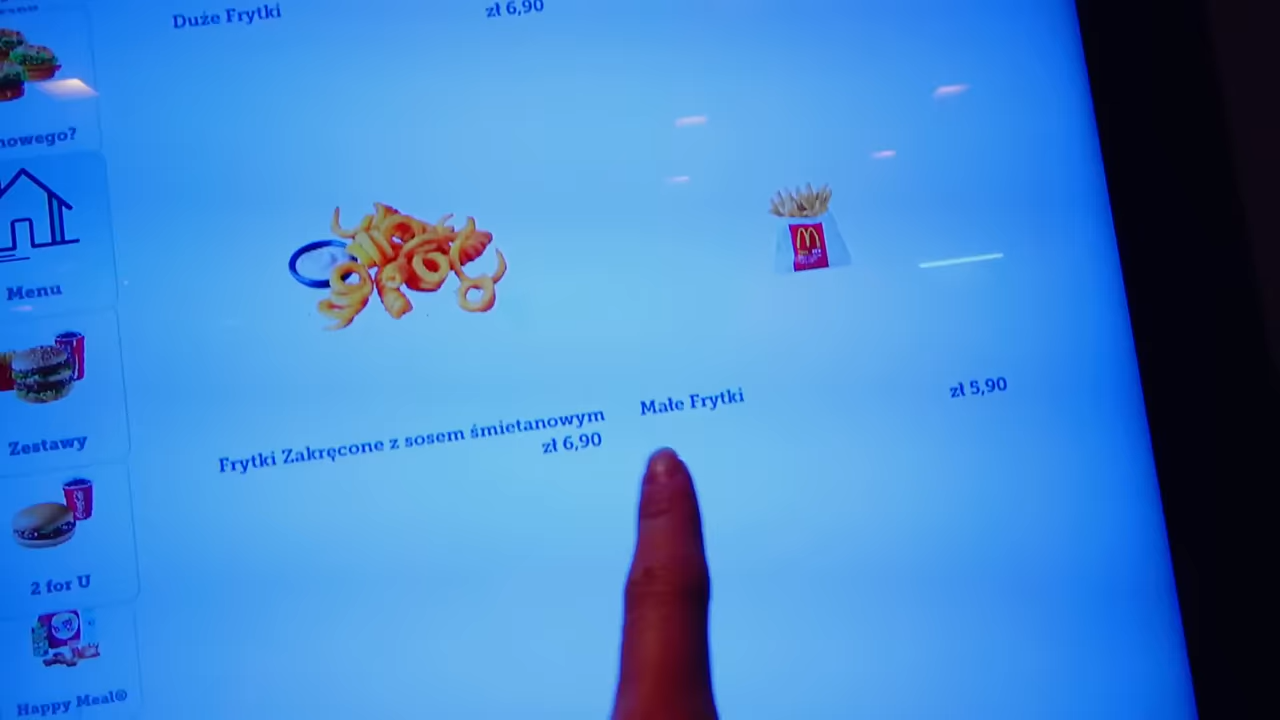 Duże Frytki
zł 6,90
nowego?
Menu
Zestawy
2 for U
Happy Meal®
Frytki Zakręcone z sosem śmietanowym
zł 6,90
Małe Frytki
zł 5,90